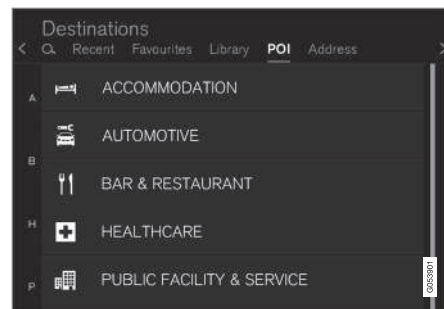 Destinations
Recent Favourites Library POI Address
A
ACCOMMODATION
AUTOMOTIVE
B
BAR & RESTAURANT
H
HEALTHCARE
P
PUBLIC FACILITY & SERVICE
G053901